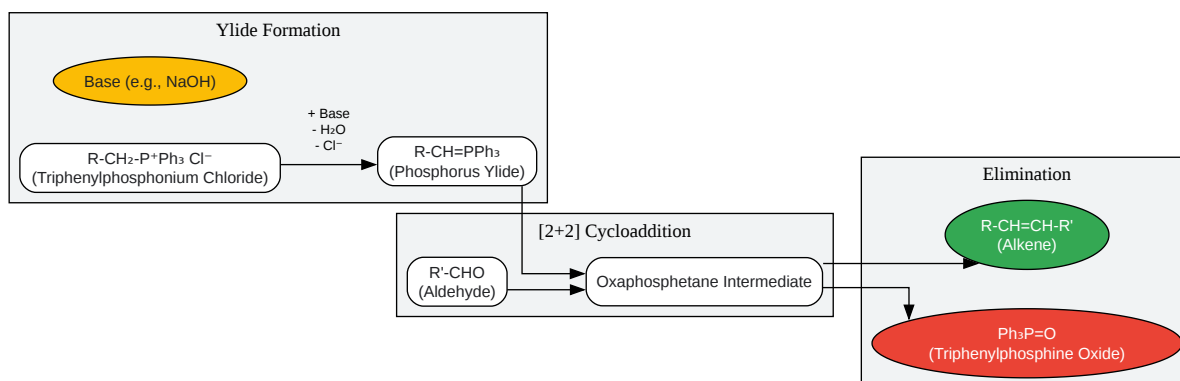 Ylide Formation
Base (e.g., NaOH)
+ Base
- H₂O
- Cl⁻
R-CH₂-P⁺Ph₃ Cl⁻
(Triphenylphosphonium Chloride)
R-CH=PPh₃
(Phosphorus Ylide)
[2+2] Cycloaddition
R'-CHO
(Aldehyde)
Oxaphosphetane Intermediate
Elimination
R-CH=CH-R'
(Alkene)
Ph₃P=O
(Triphenylphosphine Oxide)